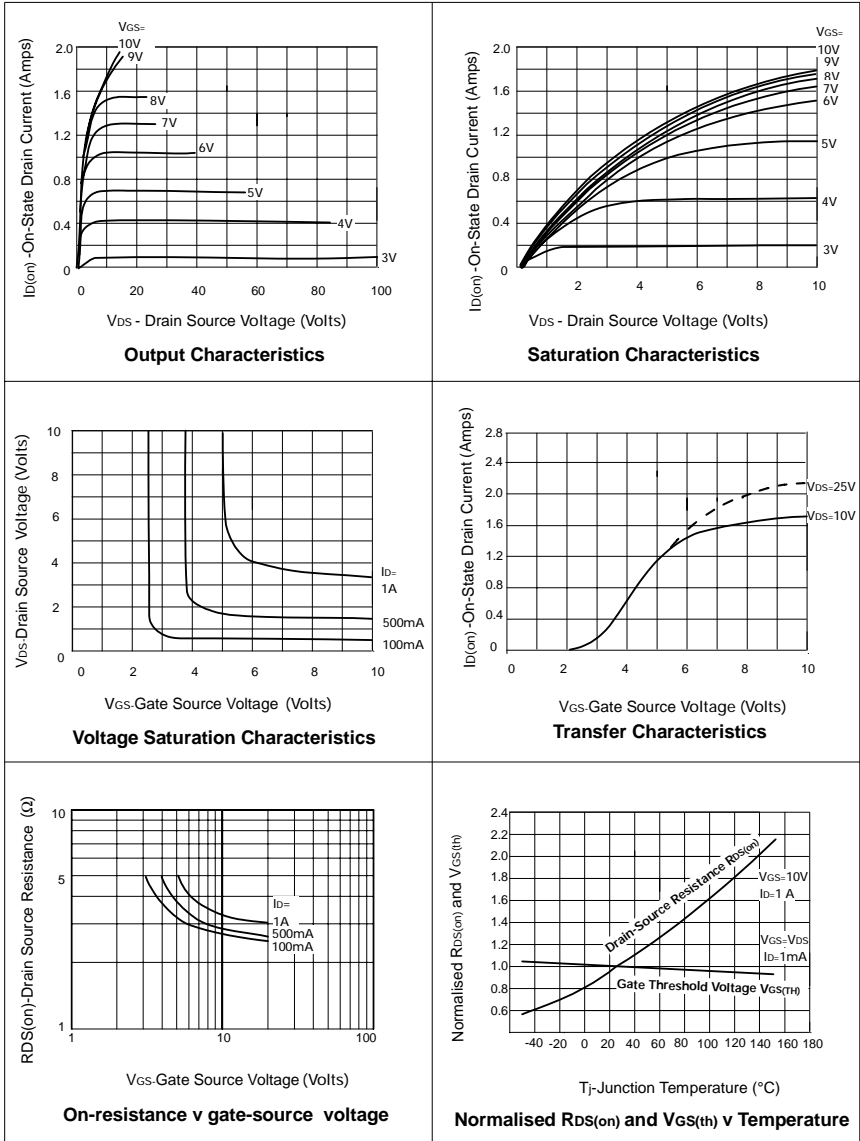 VGS=
10V
9V
8V
7V
6V
5V
4V
3V
2.0
1.6
1.2
0.8
0.4
0
0 20 40 60 80 100
ID(on) -On-State Drain Current (Amps)
VDS - Drain Source Voltage (Volts)
Output Characteristics
VGS=
10V
9V
8V
7V
6V
5V
4V
3V
2.0
1.6
1.2
0.8
0.4
0
0 2 4 6 8 10
ID(on) -On-State Drain Current (Amps)
VDS - Drain Source Voltage (Volts)
Saturation Characteristics
10
8
6
4
2
0
0 2 4 6 8 10
VDS-Drain Source Voltage (Volts)
ID=
1A
500mA
100mA
VGS-Gate Source Voltage (Volts)
Voltage Saturation Characteristics
2.8
2.4
2.0
1.6
1.2
0.8
0.4
0
0 2 4 6 8 10
ID(on) -On-State Drain Current (Amps)
VDS=25V
VDS=10V
VGS-Gate Source Voltage (Volts)
Transfer Characteristics
10
5
1
1 10 100
RDS(on)-Drain Source Resistance (Ω)
ID=
1A
500mA
100mA
VGS-Gate Source Voltage (Volts)
On-resistance v gate-source voltage
2.4
2.2
2.0
1.8
1.6
1.4
1.2
1.0
0.8
0.6
-40 -20 0 20 40 60 80 100 120 140 160 180
Normalised RDS(on) and VGS(th)
Drain-Source Resistance RDS(on)
VGS=10V
ID=1 A
VGS=VDS
ID=1mA
Gate Threshold Voltage VGS(TH)
Tj-Junction Temperature (°C)
Normalised RDS(on) and VGS(th) v Temperature